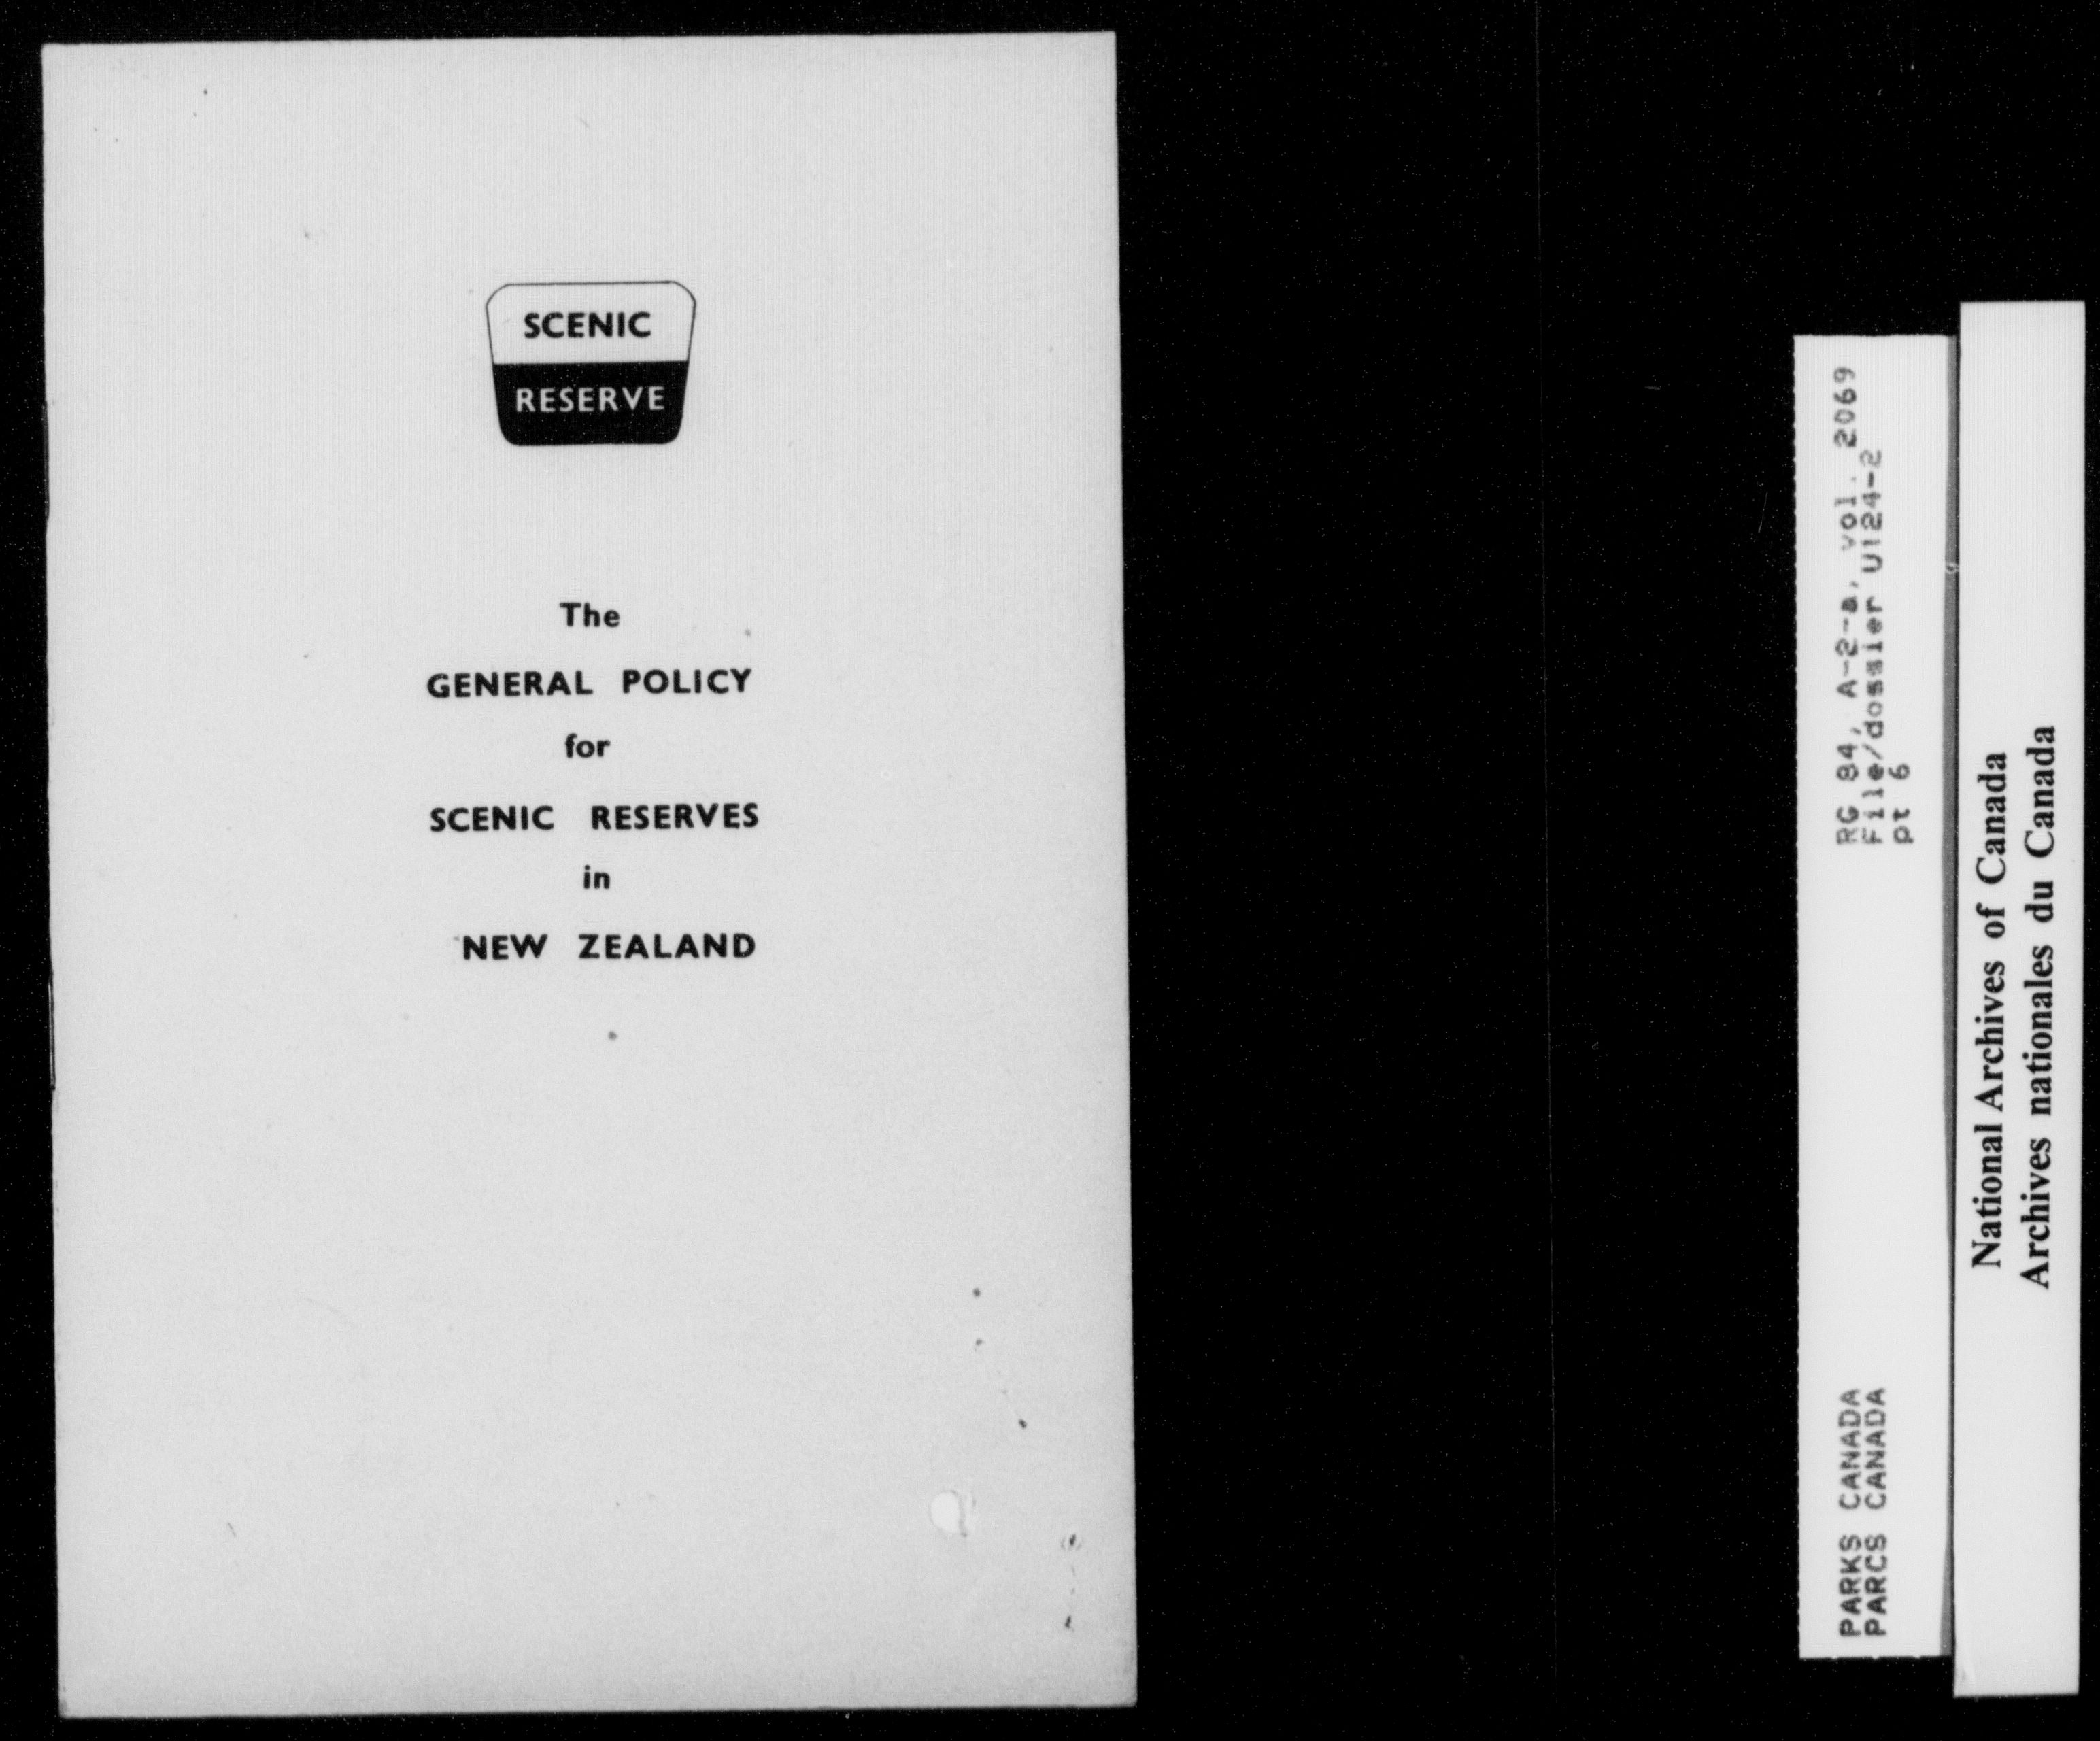 SCENIC
RESERVE
The
GENERAL POLICY
for
SCENIC RESERVES
in
NEW ZEALAND
RG 84, A-2-a, vol. 2069
File/dossier U124-2
pt 6
PARKS CANADA
PARCS CANADA
National Archives of Canada
Archives nationales du Canada